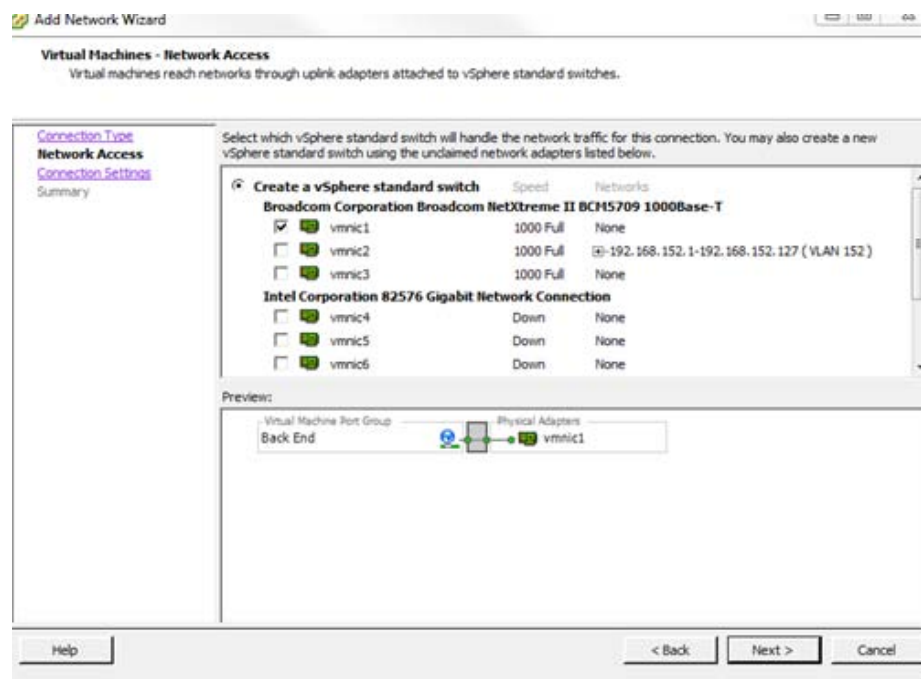 Add Network Wizard
Virtual Machines - Network Access
Virtual machines reach networks through uplink adapters attached to vSphere standard switches.
Connection Type
Network Access
Connection Settings
Summary
Select which vSphere standard switch will handle the network traffic for this connection. You may also create a new
vSphere standard switch using the unclaimed network adapters listed below.
Create a vSphere standard switch Speed Networks
Broadcom Corporation Broadcom NetXtreme II BCM5709 1000Base-T
vmnic1 1000 Full None
vmnic2 1000 Full 192.168.152.1-192.168.152.127 ( VLAN 152 )
vmnic3 1000 Full None
Intel Corporation 82576 Gigabit Network Connection
vmnic4 Down None
vmnic5 Down None
vmnic6 Down None
Preview:
Virtual Machine Port Group Physical Adapters
Back End vmnic1
Help < Back Next > Cancel